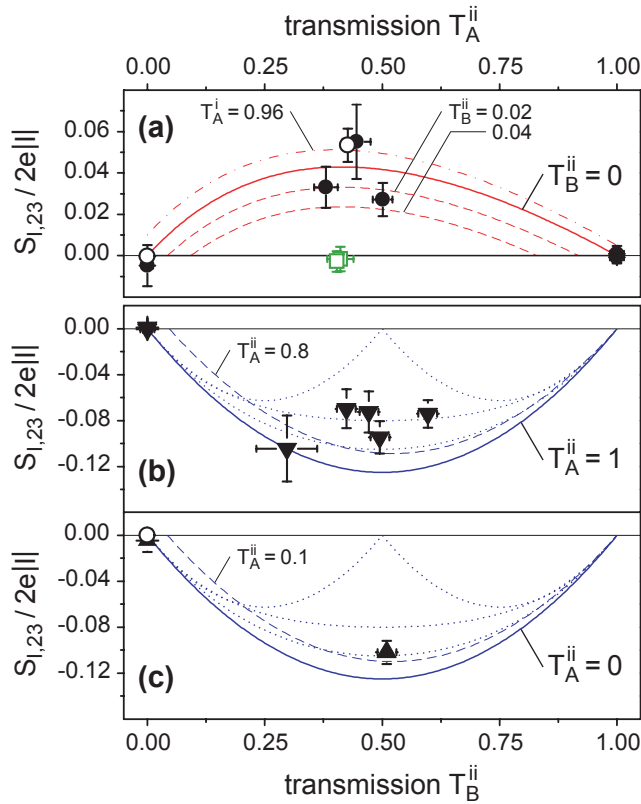 transmission T_A^ii
0.00 0.25 0.50 0.75 1.00
(a)
T_A^i = 0.96
T_B^ii = 0.02
0.04
T_B^ii = 0
0.06
0.04
0.02
0.00
S_I,23 / 2e|I|
0.00
-0.04
-0.08
-0.12
S_I,23 / 2e|I|
T_A^ii = 0.8
T_A^ii = 1
(b)
0.00
-0.04
-0.08
-0.12
S_I,23 / 2e|I|
T_A^ii = 0.1
T_A^ii = 0
(c)
0.00 0.25 0.50 0.75 1.00
transmission T_B^ii